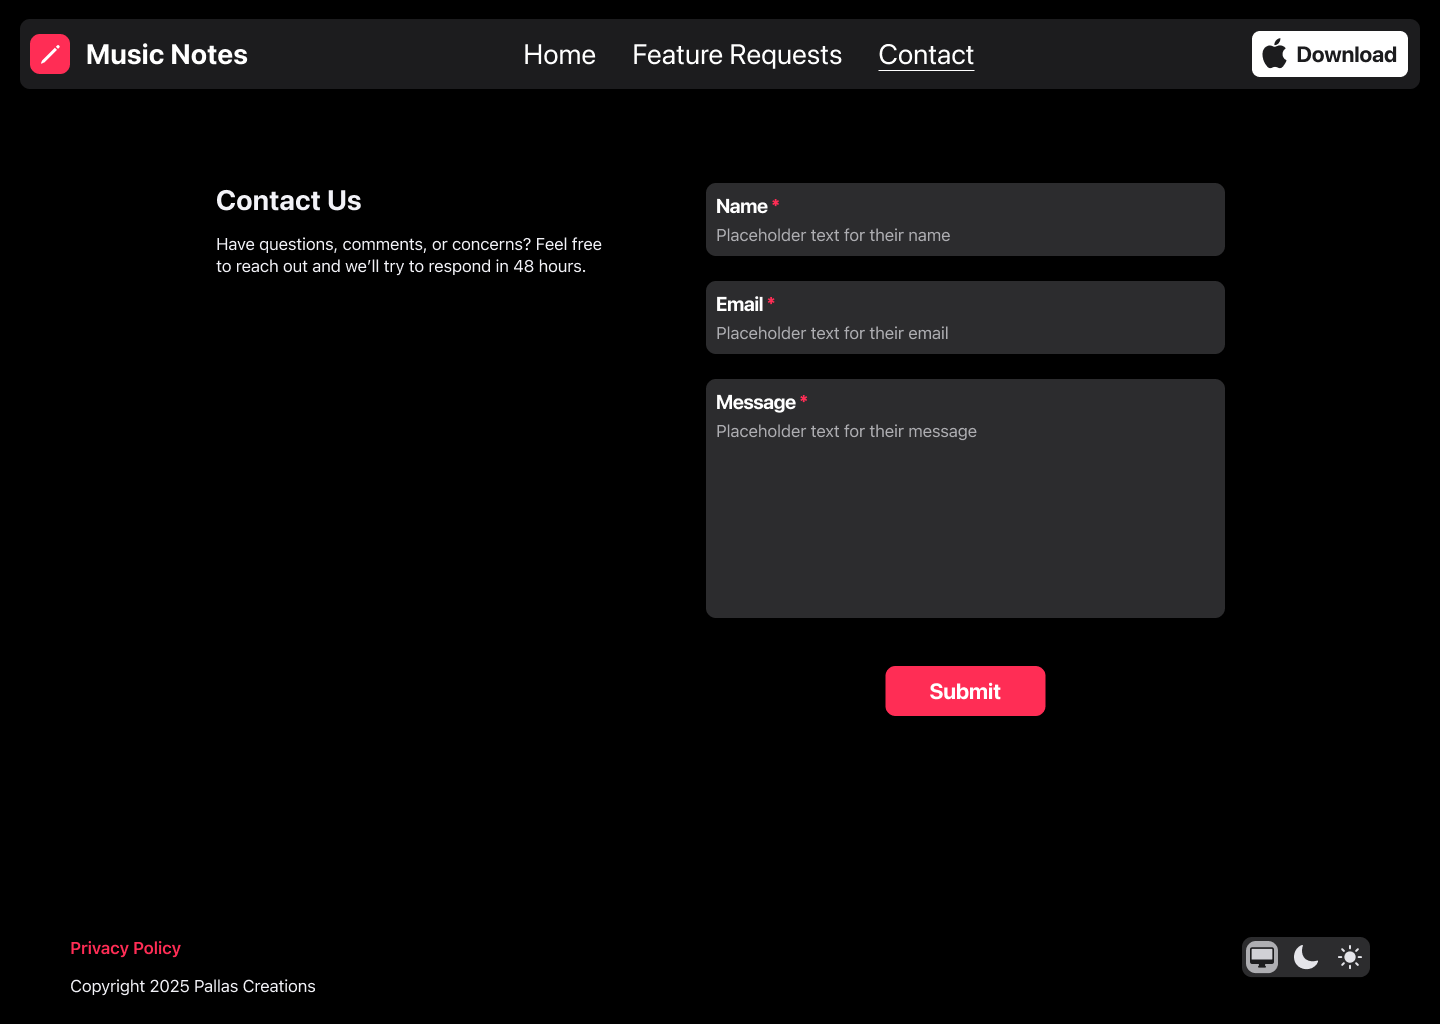 Music Notes
Home
Feature Requests
Contact
Download
Contact Us
Have questions, comments, or concerns? Feel free
to reach out and we’ll try to respond in 48 hours.
Name *
Placeholder text for their name
Email *
Placeholder text for their email
Message *
Placeholder text for their message
Submit
Privacy Policy
Copyright 2025 Pallas Creations